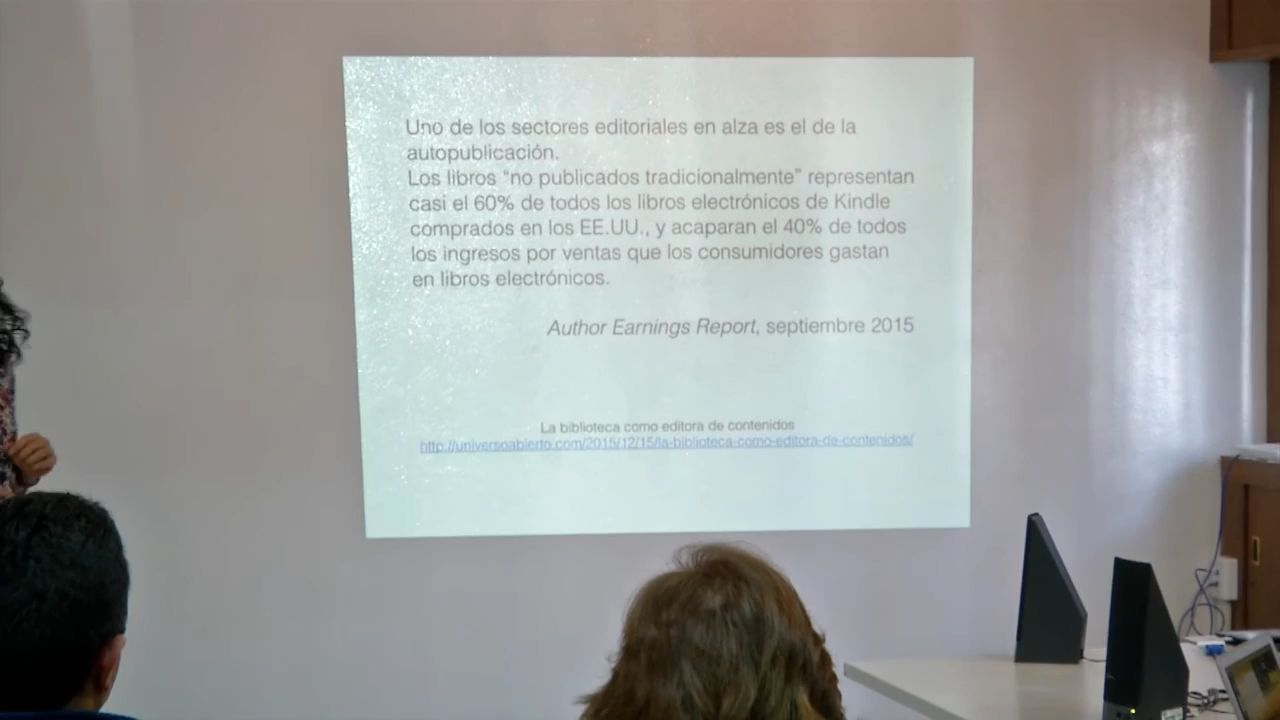 Uno de los sectores editoriales en alza es el de la
autopublicación.
Los libros “no publicados tradicionalmente” representan
casi el 60% de todos los libros electrónicos de Kindle
comprados en los EE.UU., y acaparan el 40% de todos
los ingresos por ventas que los consumidores gastan
en libros electrónicos.
Author Earnings Report, septiembre 2015
La biblioteca como editora de contenidos
http://universoabierto.com/2015/12/15/la-biblioteca-como-editora-de-contenidos/